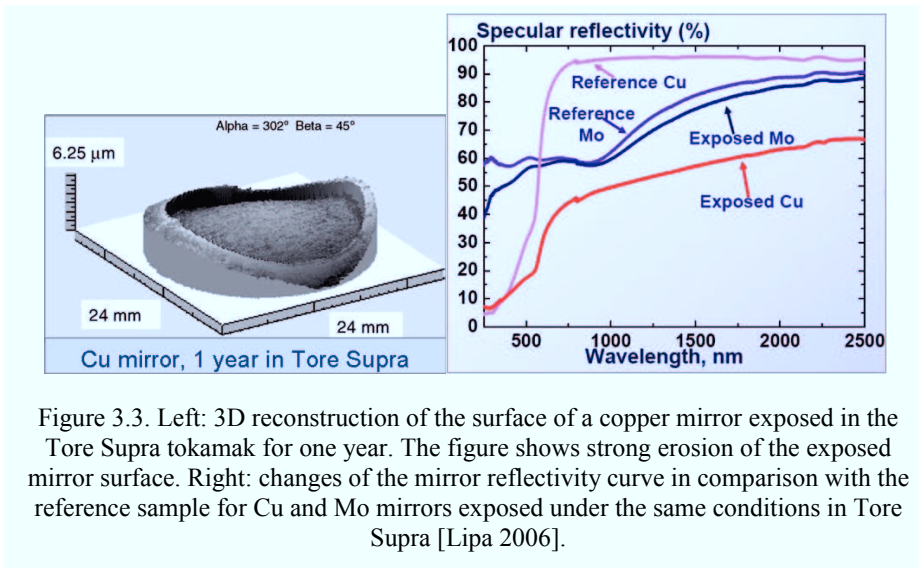 Alpha = 302° Beta = 45°
6.25 µm
24 mm
24 mm
Cu mirror, 1 year in Tore Supra
Specular reflectivity (%)
100
90
80
70
60
50
40
30
20
10
0
Reference Cu
Reference
Mo
Exposed Mo
Exposed Cu
500
1000
1500
2000
2500
Wavelength, nm
Figure 3.3. Left: 3D reconstruction of the surface of a copper mirror exposed in the
Tore Supra tokamak for one year. The figure shows strong erosion of the exposed
mirror surface. Right: changes of the mirror reflectivity curve in comparison with the
reference sample for Cu and Mo mirrors exposed under the same conditions in Tore
Supra [Lipa 2006].